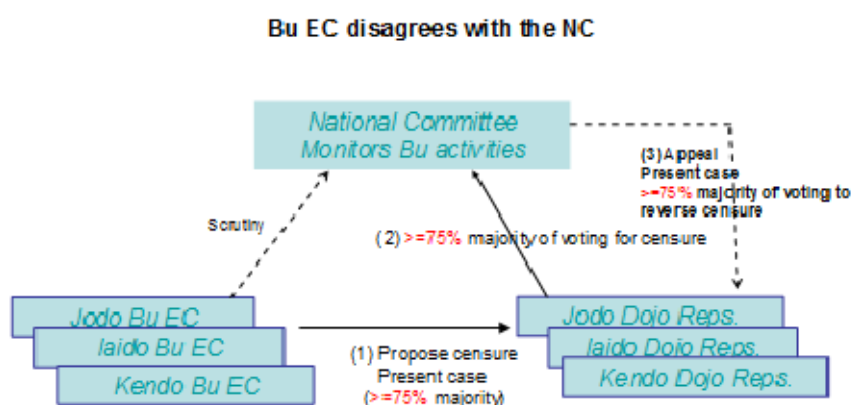 Bu EC disagrees with the NC
National Committee
Monitors Bu activities
(3) Appeal
Present case
>=75% majority of voting to
reverse censure
Scrutiny
(2) >=75% majority of voting for censure
Jodo Bu EC
Iaido Bu EC
Kendo Bu EC
(1) Propose censure
Present case
(>=75% majority)
Jodo Dojo Reps.
Iaido Dojo Reps.
Kendo Dojo Reps.